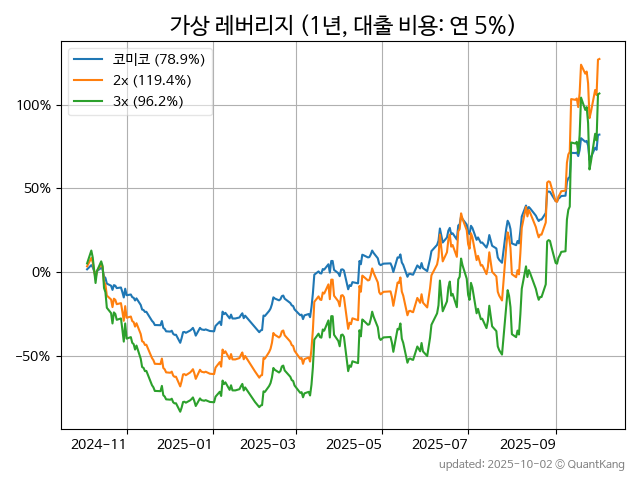 가상 레버리지 (1년, 대출 비용: 연 5%)
코미코 (78.9%)
2x (119.4%)
3x (96.2%)
100%
50%
0%
−50%
2024-11 2025-01 2025-03 2025-05 2025-07 2025-09
updated: 2025-10-02 © QuantKang